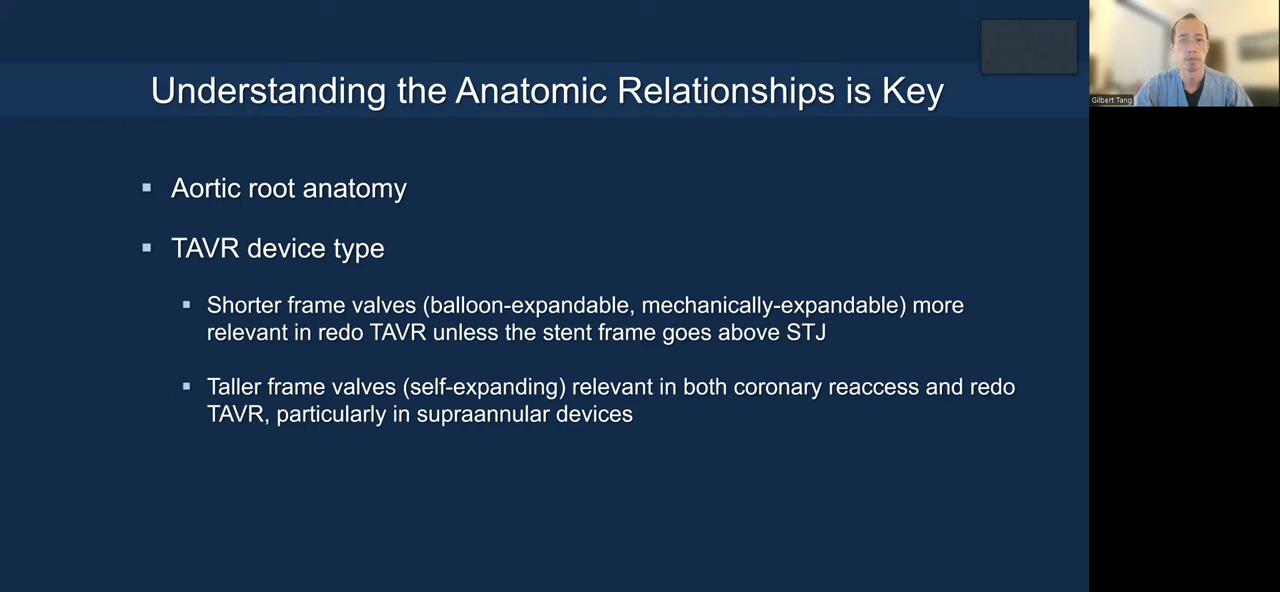 Understanding the Anatomic Relationships is Key
Gilbert Tang
Aortic root anatomy
TAVR device type
Shorter frame valves (balloon-expandable, mechanically-expandable) more
relevant in redo TAVR unless the stent frame goes above STJ
Taller frame valves (self-expanding) relevant in both coronary reaccess and redo
TAVR, particularly in supraannular devices